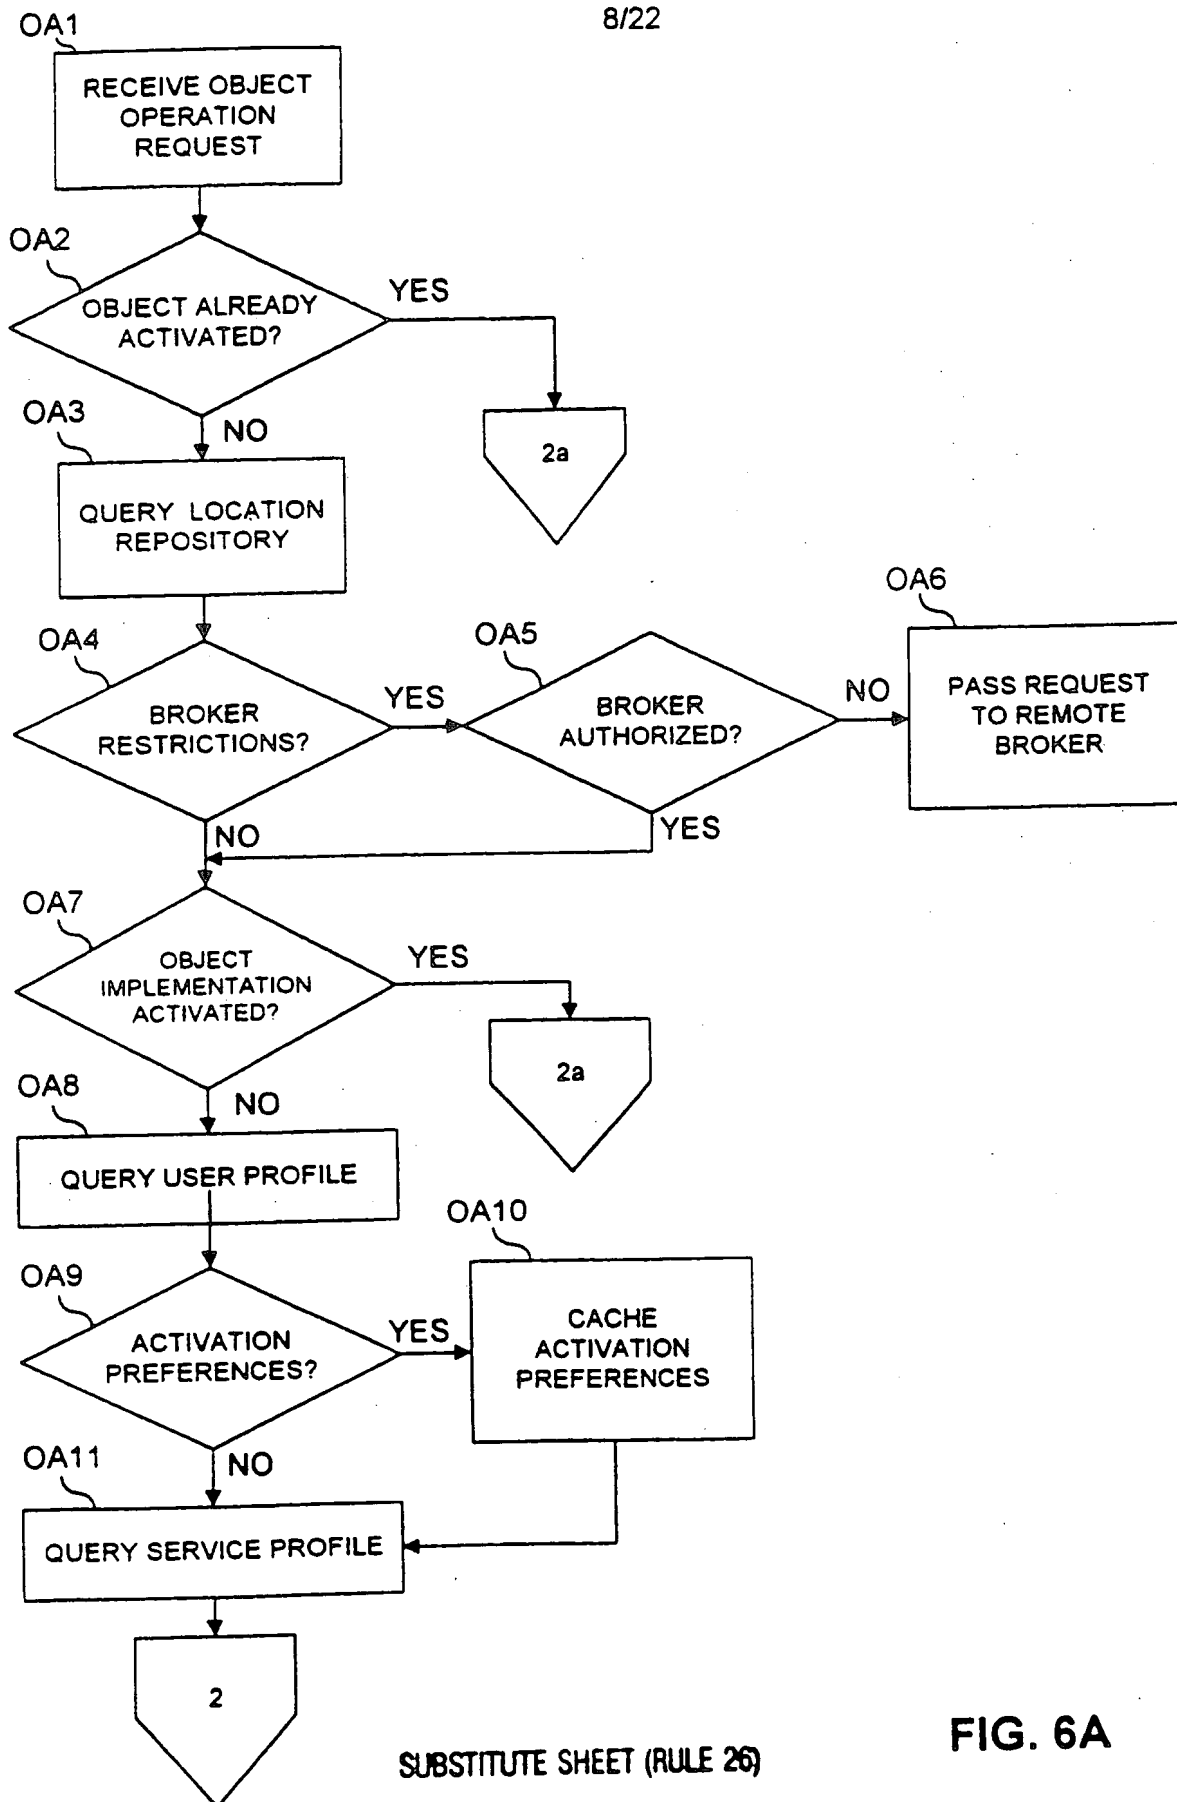 8/22
OA1
RECEIVE OBJECT
OPERATION
REQUEST
OA2
OBJECT ALREADY
ACTIVATED?
YES
2a
NO
OA3
QUERY LOCATION
REPOSITORY
OA4
BROKER
RESTRICTIONS?
YES
OA5
BROKER
AUTHORIZED?
NO
OA6
PASS REQUEST
TO REMOTE
BROKER
NO
YES
OA7
OBJECT
IMPLEMENTATION
ACTIVATED?
YES
2a
NO
OA8
QUERY USER PROFILE
OA9
ACTIVATION
PREFERENCES?
YES
OA10
CACHE
ACTIVATION
PREFERENCES
NO
OA11
QUERY SERVICE PROFILE
2
SUBSTITUTE SHEET (RULE 26)
FIG. 6A